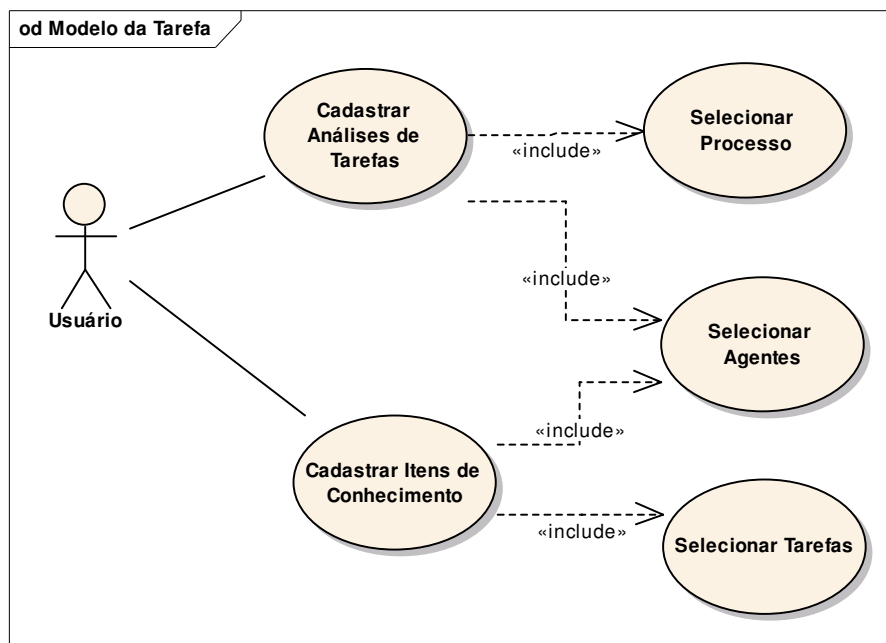 od Modelo da Tarefa
Cadastrar
Análises de
Tarefas
«include»
Selecionar
Processo
«include»
Usuário
Selecionar
Agentes
«include»
Cadastrar Itens de
Conhecimento
«include»
Selecionar Tarefas